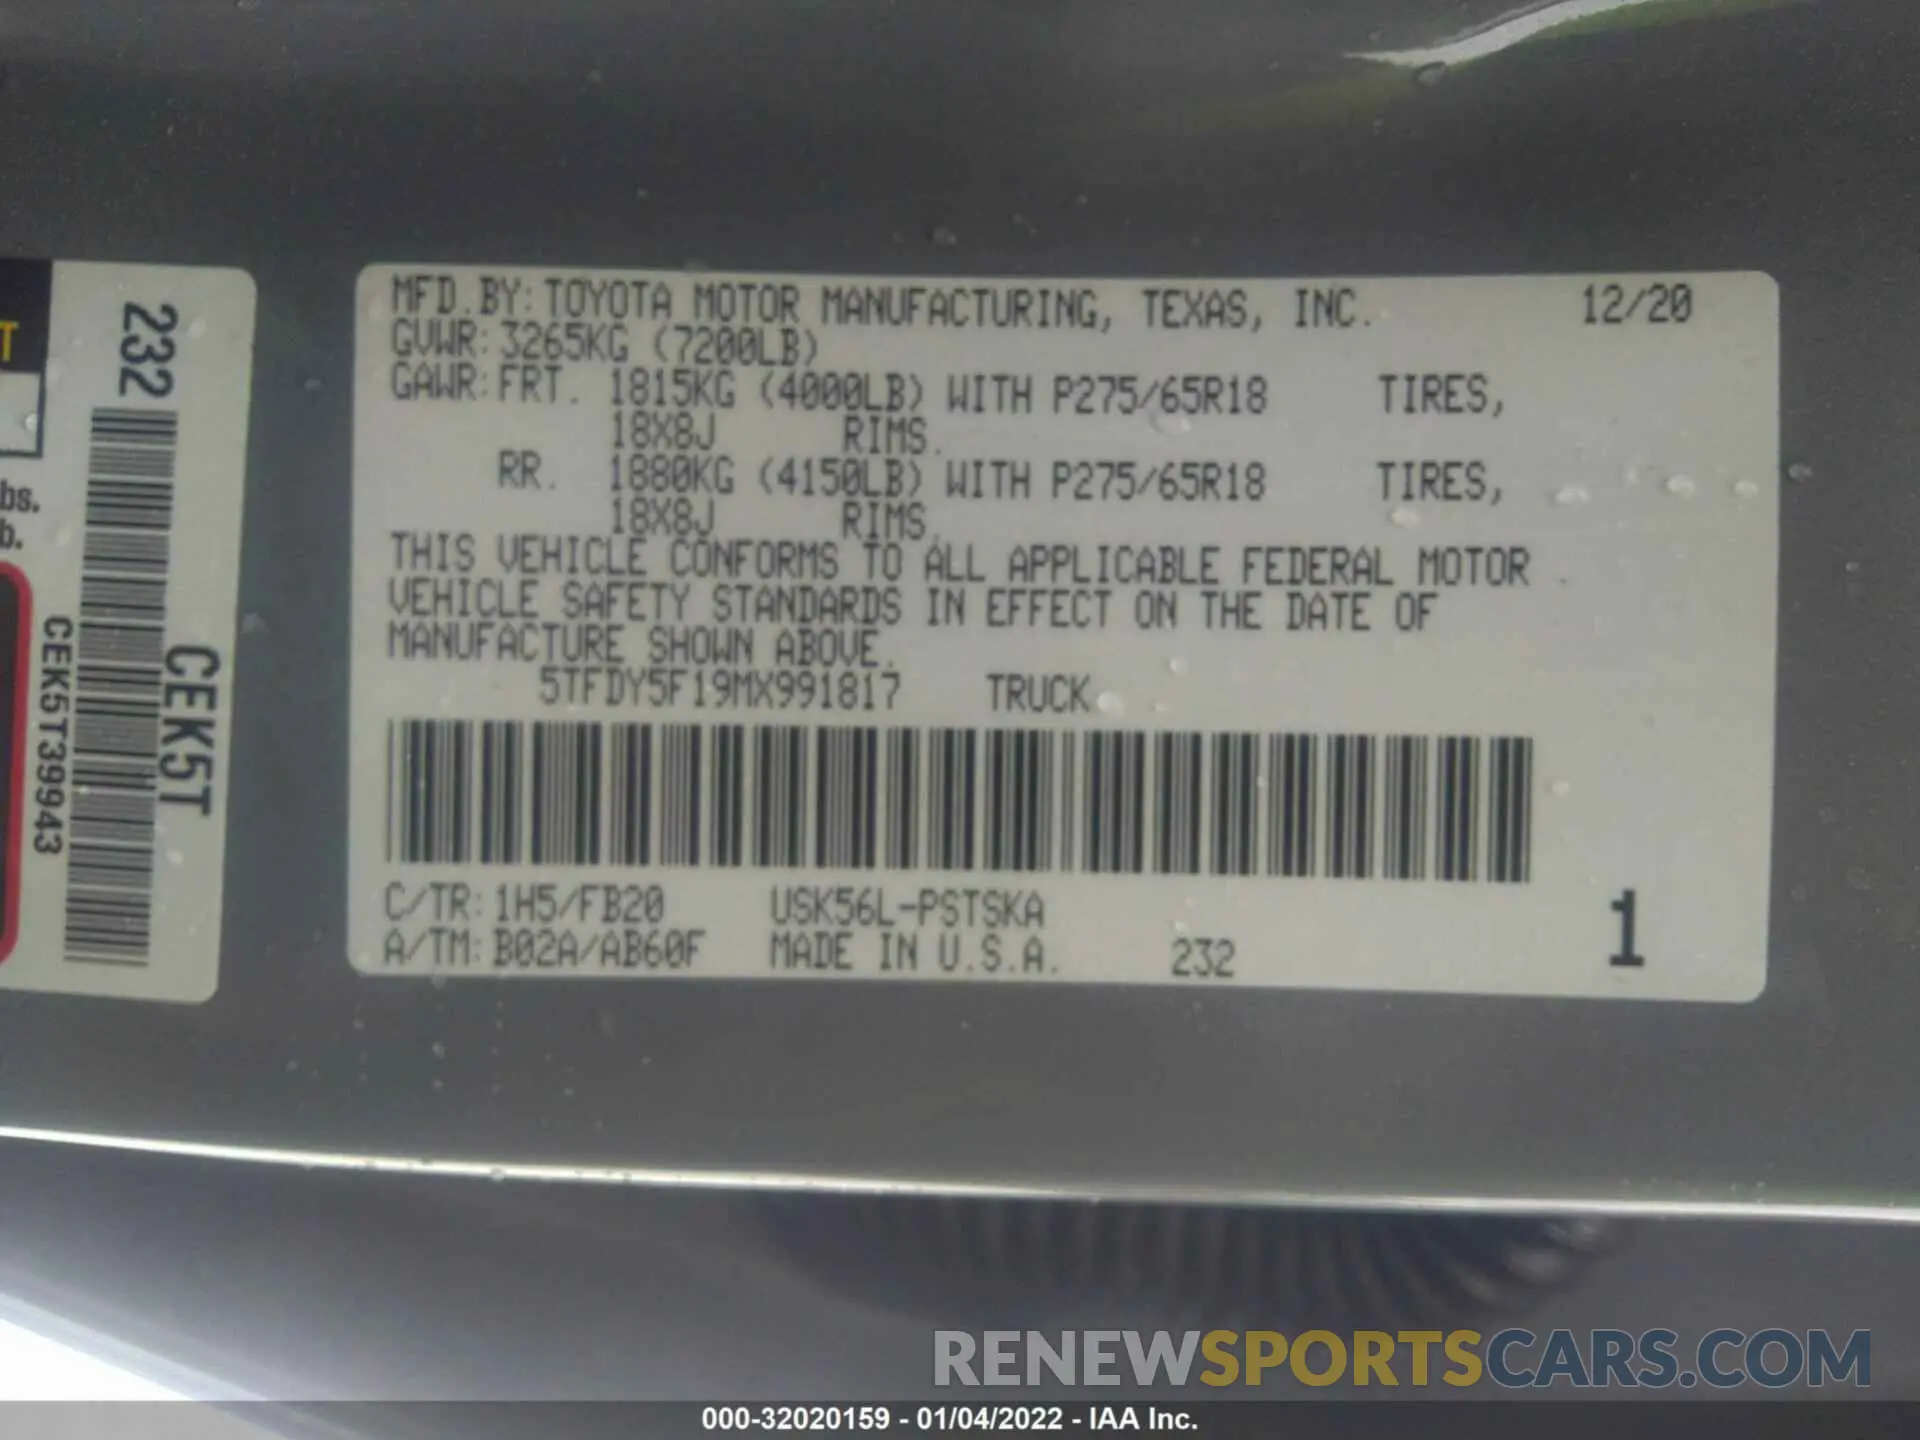 MFD.BY: TOYOTA MOTOR MANUFACTURING, TEXAS, INC. 12/20
GVWR: 3265KG (7200LB)
GAWR: FRT. 1815KG (4000LB) WITH P275/65R18 TIRES,
18X8J RIMS.
RR. 1880KG (4150LB) WITH P275/65R18 TIRES,
18X8J RIMS.
THIS VEHICLE CONFORMS TO ALL APPLICABLE FEDERAL MOTOR
VEHICLE SAFETY STANDARDS IN EFFECT ON THE DATE OF
MANUFACTURE SHOWN ABOVE.
5TFDY5F19MX991817 TRUCK
C/TR: 1H5/FB20 USK56L-PSTSKA
A/TM: B02A/AB60F MADE IN U.S.A. 232
1
232
CEK5T
CEK5T39943
T
bs.
b.
RENEWSPORTSCARS.COM
000-32020159 - 01/04/2022 - IAA Inc.